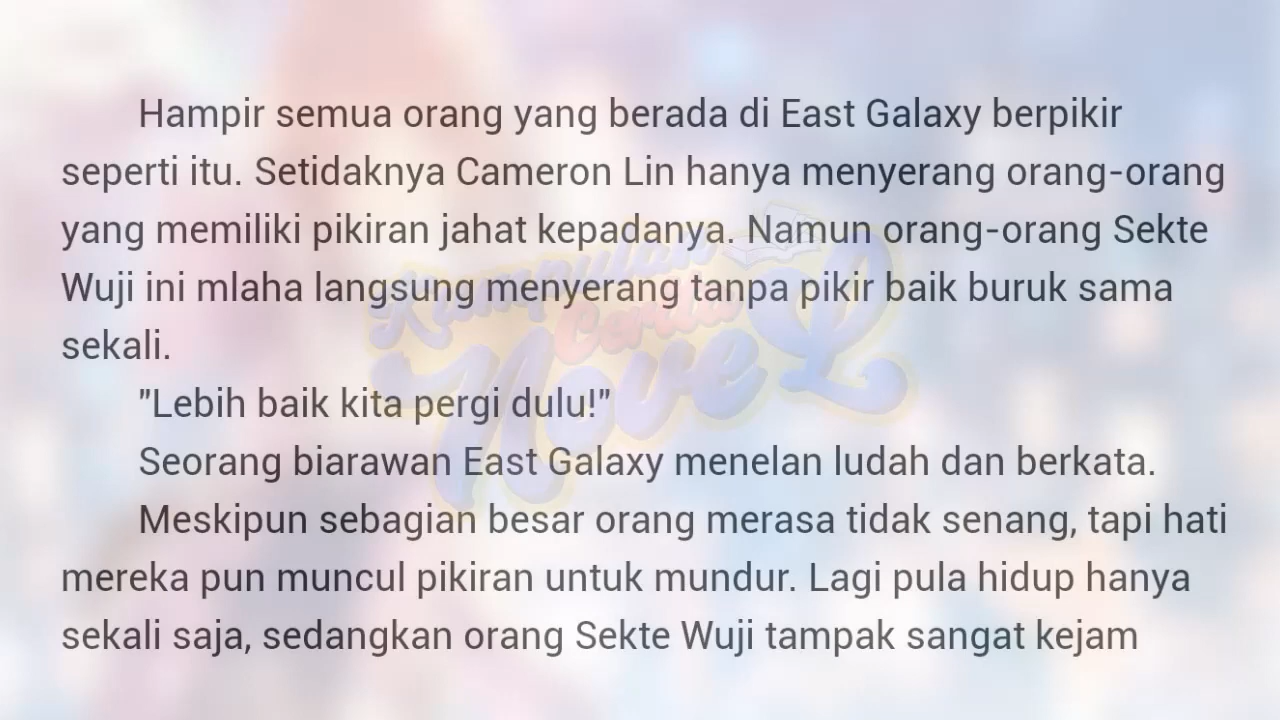 Hampir semua orang yang berada di East Galaxy berpikir
seperti itu. Setidaknya Cameron Lin hanya menyerang orang-orang
yang memiliki pikiran jahat kepadanya. Namun orang-orang Sekte
Wuji ini mlaha langsung menyerang tanpa pikir baik buruk sama
sekali.
"Lebih baik kita pergi dulu!"
Seorang biarawan East Galaxy menelan ludah dan berkata.
Meskipun sebagian besar orang merasa tidak senang, tapi hati
mereka pun muncul pikiran untuk mundur. Lagi pula hidup hanya
sekali saja, sedangkan orang Sekte Wuji tampak sangat kejam
Kumpulan
Cerita
Novel